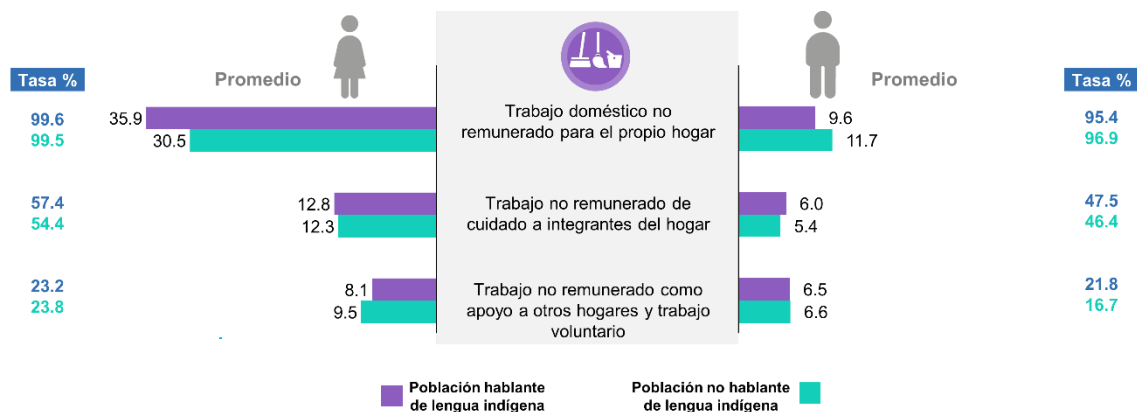 Promedio
Promedio
Tasa %
Tasa %
Trabajo doméstico no
remunerado para el propio hogar
99.6
35.9
9.6
95.4
99.5
30.5
11.7
96.9
Trabajo no remunerado de
cuidado a integrantes del hogar
57.4
12.8
6.0
47.5
54.4
12.3
5.4
46.4
Trabajo no remunerado como
apoyo a otros hogares y trabajo
voluntario
23.2
8.1
6.5
21.8
23.8
9.5
6.6
16.7
Población hablante
de lengua indígena
Población no hablante
de lengua indígena